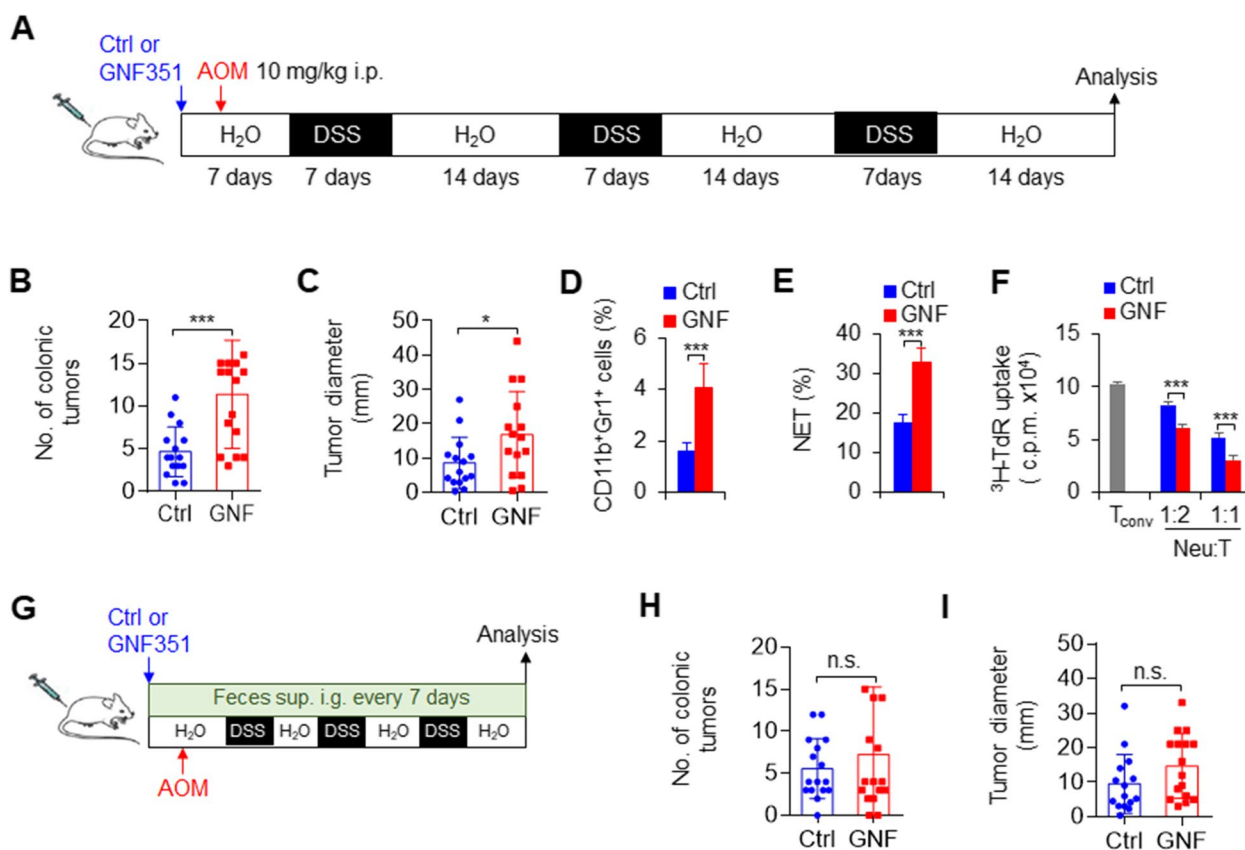 A
Ctrl or
GNF351
AOM 10 mg/kg i.p.
Analysis
H₂O DSS H₂O DSS H₂O DSS H₂O
7 days 7 days 14 days 7 days 14 days 7days 14 days
B
No. of colonic
tumors
20
15
10
5
0
***
Ctrl GNF
C
Tumor diameter
(mm)
50
40
30
20
10
0
*
Ctrl GNF
D
Ctrl
GNF
CD11b⁺Gr1⁺ cells (%)
6
4
2
0
***
E
Ctrl
GNF
NET (%)
40
30
20
10
0
***
F
Ctrl
GNF
³H-TdR uptake
( c.p.m. x10⁴)
15
10
5
0
***
***
Tconv 1:2 1:1
Neu:T
G
Ctrl or
GNF351
Analysis
Feces sup. i.g. every 7 days
H₂O DSS H₂O DSS H₂O DSS H₂O
AOM
H
No. of colonic
tumors
20
15
10
5
0
n.s.
Ctrl GNF
I
Tumor diameter
(mm)
50
40
30
20
10
0
n.s.
Ctrl GNF